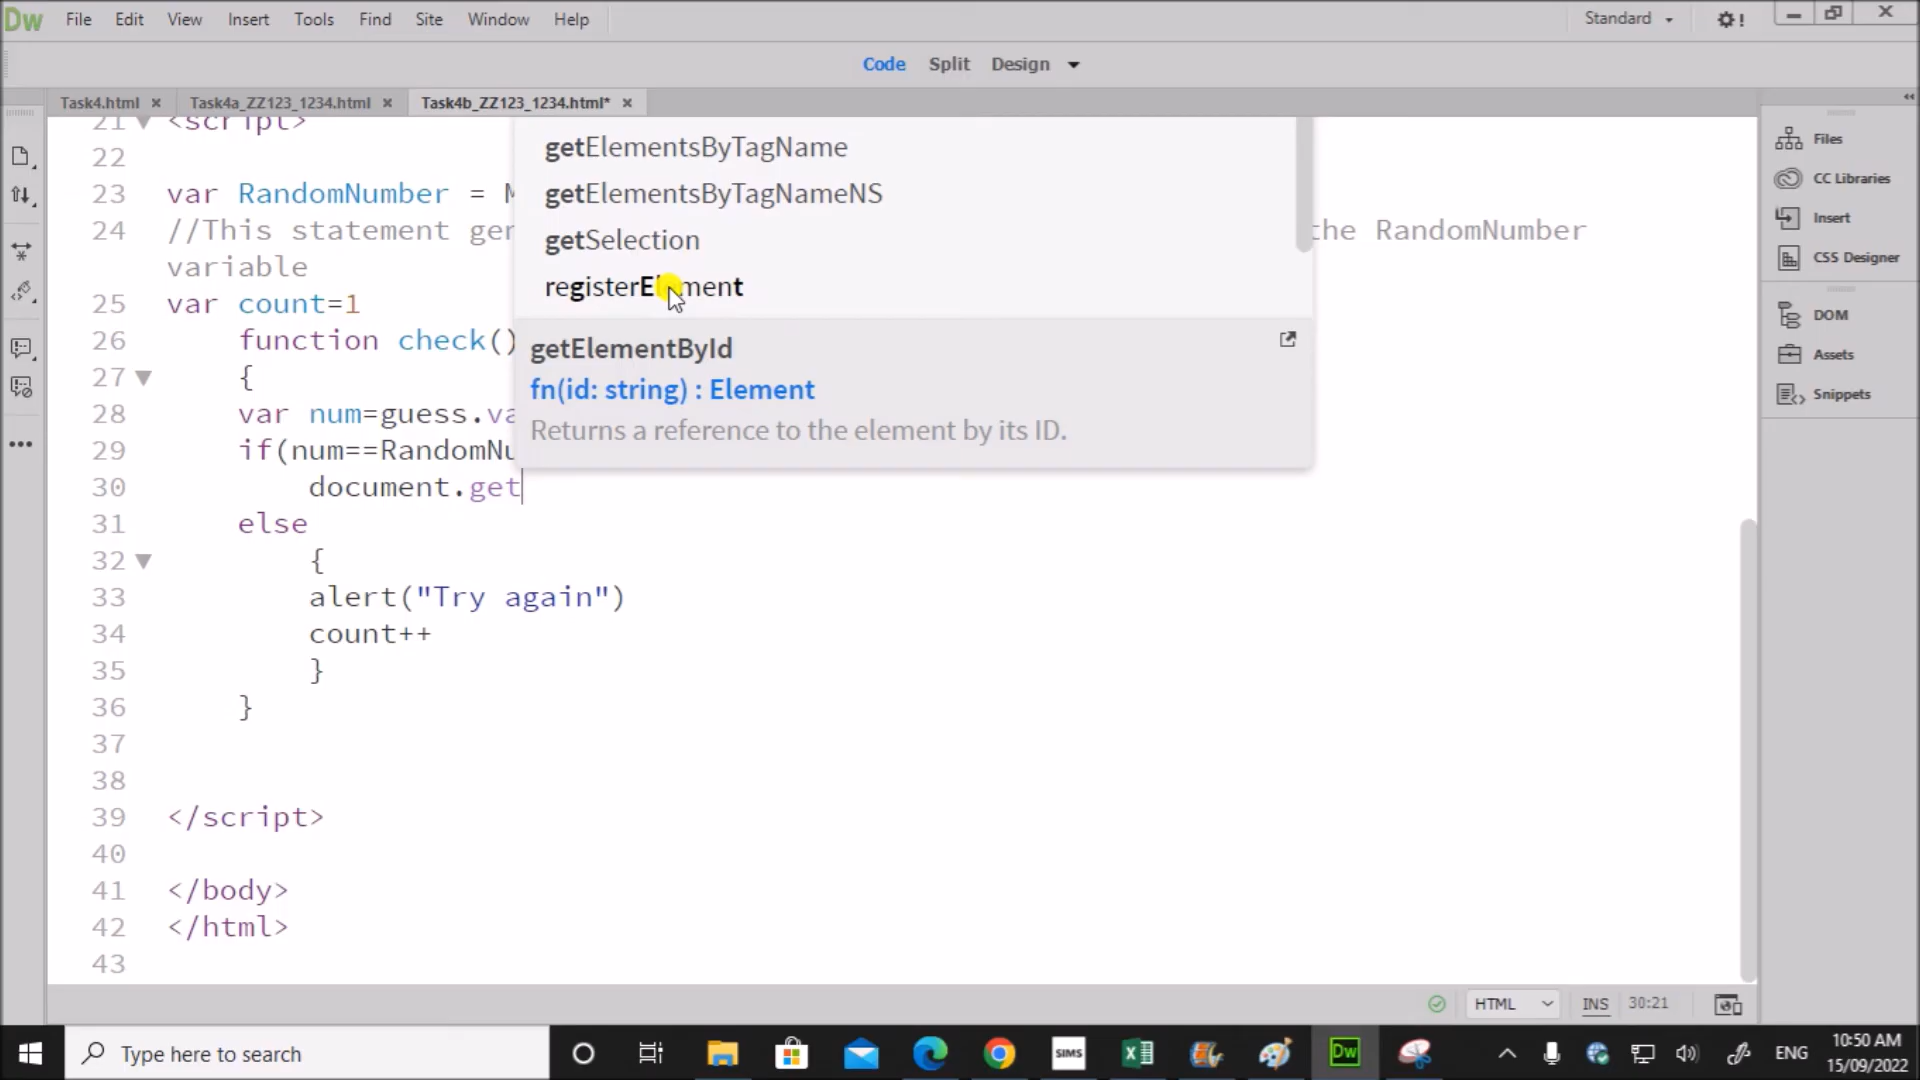 Dw File Edit View Insert Tools Find Site Window Help Standard !
Code Split Design
Task4.html × Task4a_ZZ123_1234.html × Task4b_ZZ123_1234.html* ×
21 <script>
22
23 var RandomNumber = M
24 //This statement ger the RandomNumber
variable
25 var count=1
26 function check()
27 {
28 var num=guess.va
29 if(num==RandomNu
30 document.get
31 else
32 {
33 alert("Try again")
34 count++
35 }
36 }
37
38
39 </script>
40
41 </body>
42 </html>
43
getElementsByTagName
getElementsByTagNameNS
getSelection
registerElement
getElementById
fn(id: string) : Element
Returns a reference to the element by its ID.
Files
CC Libraries
Insert
CSS Designer
DOM
Assets
Snippets
HTML INS 30:21
Type here to search
SIMS
Dw
ENG
10:50 AM
15/09/2022